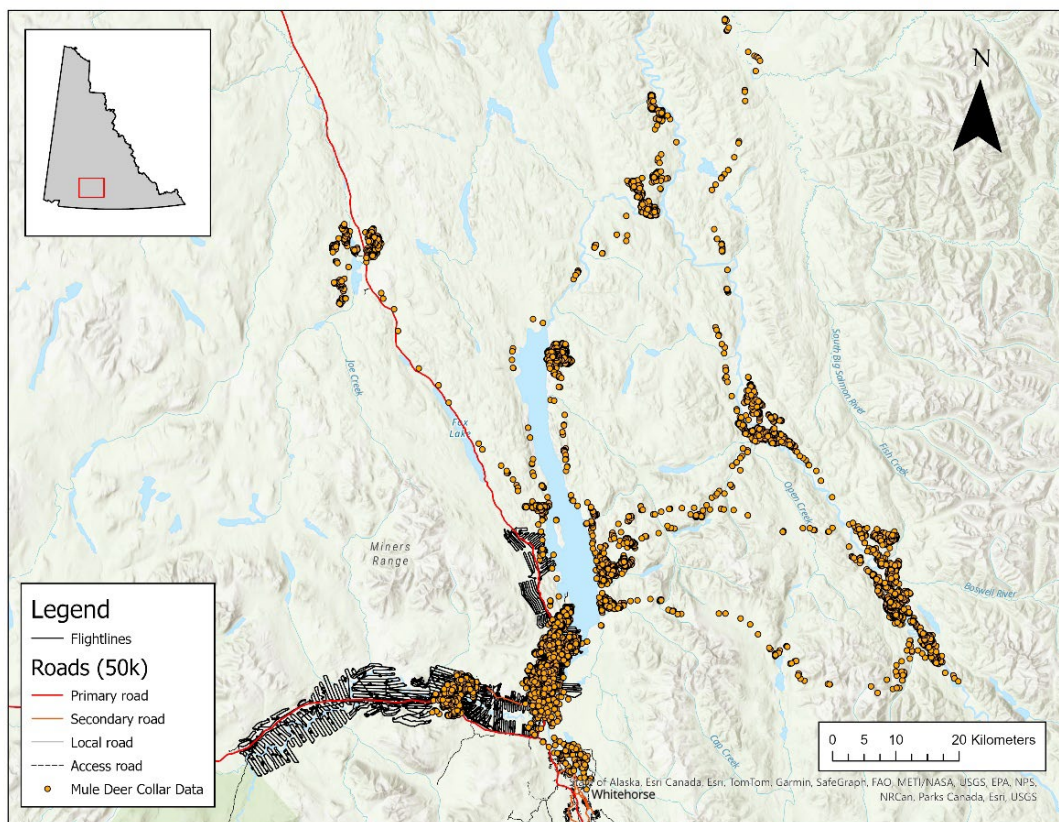 N
Joe Creek
Fox
Lake
South Big Salmon River
Fish Creek
Open Creek
Miners
Range
Boswell River
Legend
Flightlines
Roads (50k)
Primary road
Secondary road
Local road
Access road
Mule Deer Collar Data
0 5 10 20 Kilometers
Cap Creek
of Alaska, Esri Canada, Esri, TomTom, Garmin, SafeGraph, FAO, METI/NASA, USGS, EPA, NPS,
Whitehorse
NRCan, Parks Canada, Esri, USGS